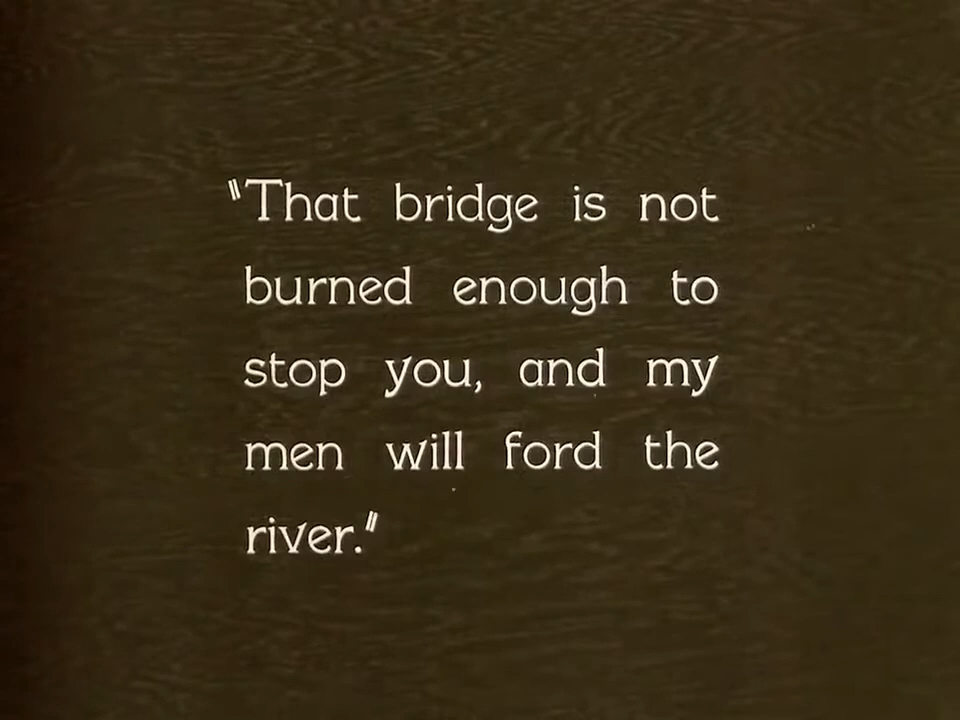 "That bridge is not
burned enough to
stop you, and my
men will ford the
river."